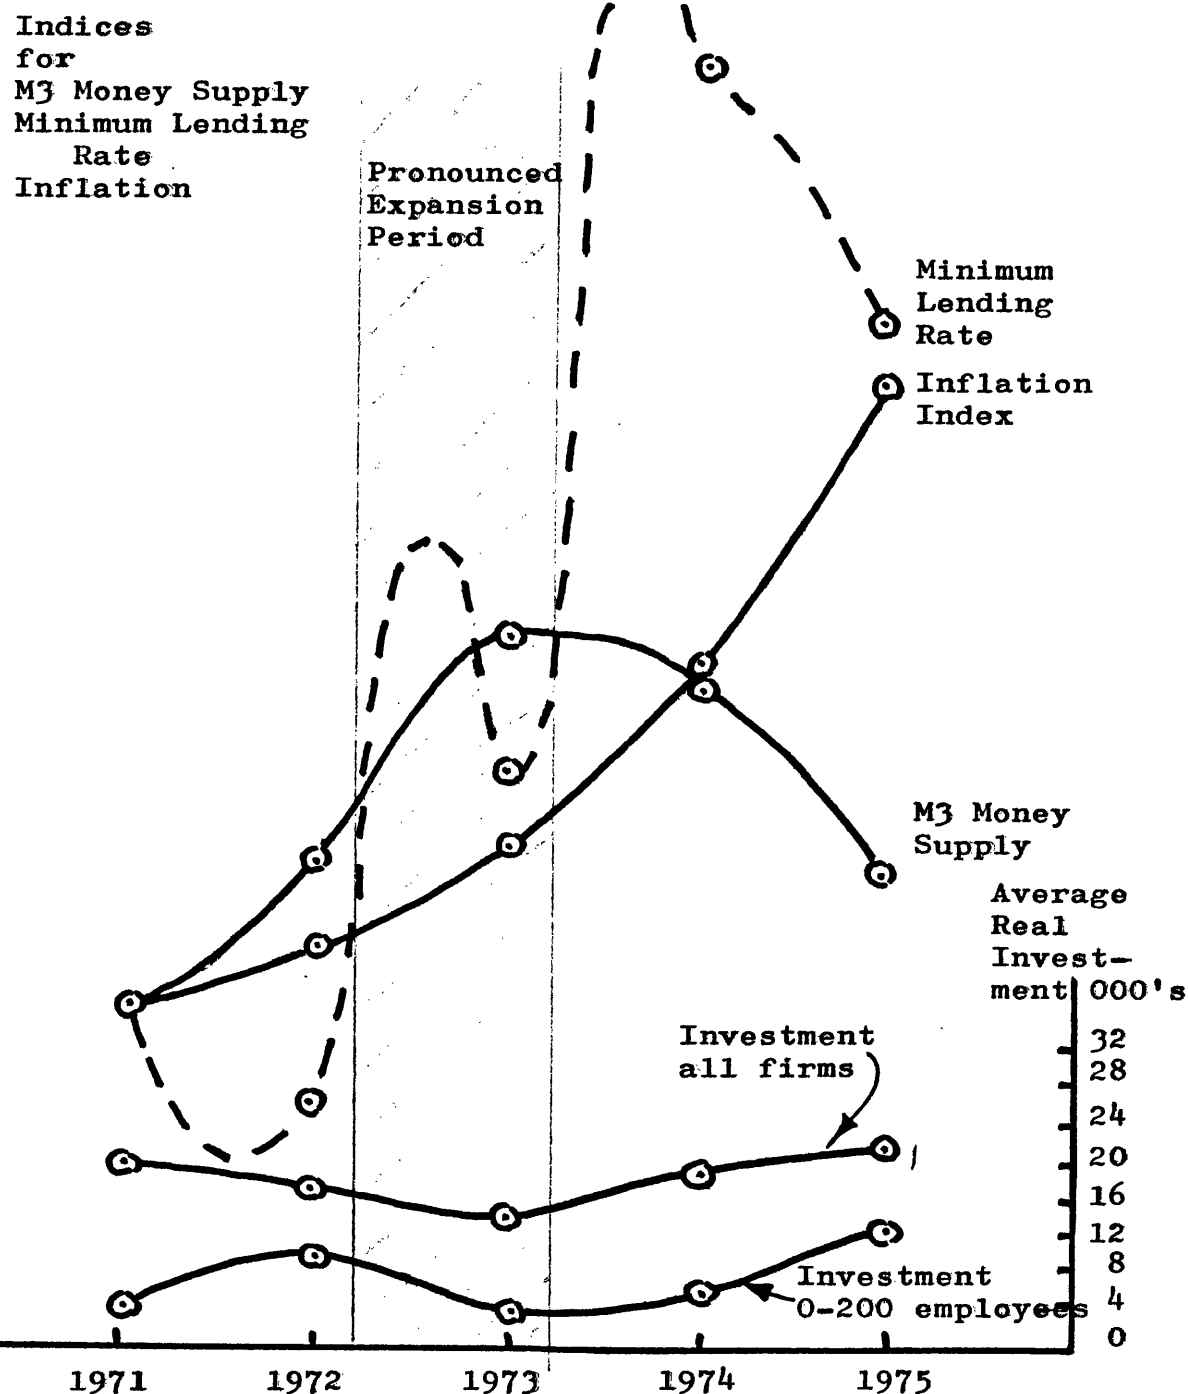 Indices
for
M3 Money Supply
Minimum Lending
Rate
Inflation
Pronounced
Expansion
Period
Minimum
Lending
Rate
Inflation
Index
M3 Money
Supply
Average
Real
Invest-
ment 000's
Investment
all firms
32
28
24
20
16
12
8
4
0
Investment
0-200 employees
1971 1972 1973 1974 1975